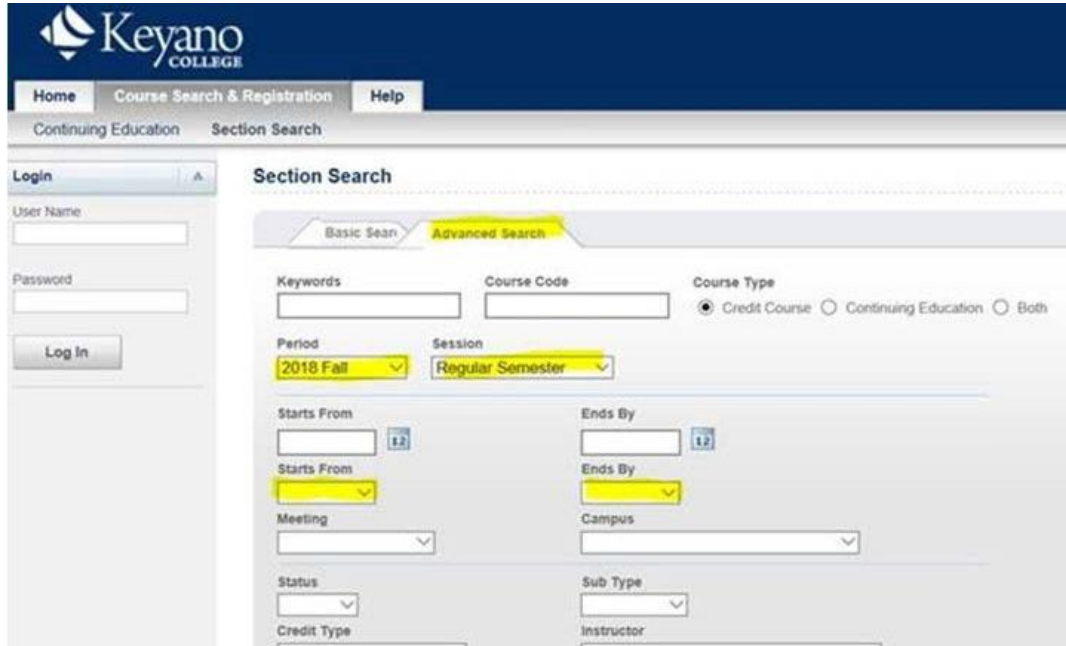 Keyano
COLLEGE
Home Course Search & Registration Help
Continuing Education Section Search
Login
User Name
Password
Log In
Section Search
Basic Sear Advanced Search
Keywords Course Code Course Type
Credit Course Continuing Education Both
Period Session
2018 Fall Regular Semester
Starts From Ends By
12 12
Starts From Ends By
Meeting Campus
Status Sub Type
Credit Type Instructor